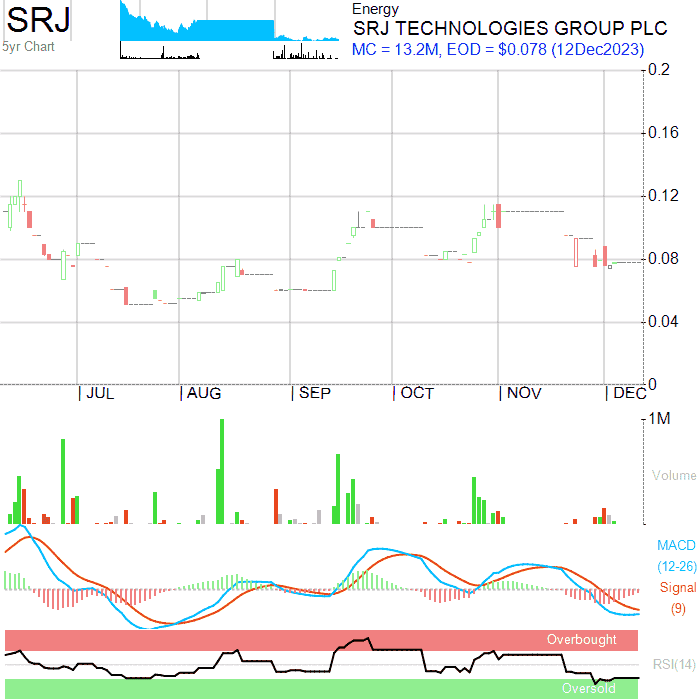 SRJ
5yr Chart
Energy
SRJ TECHNOLOGIES GROUP PLC
MC = 13.2M, EOD = $0.078 (12Dec2023)
0.2
0.16
0.12
0.08
0.04
0
| JUL | AUG | SEP | OCT | NOV | DEC
1M
Volume
MACD
(12-26)
Signal
(9)
Overbought
RSI(14)
Oversold